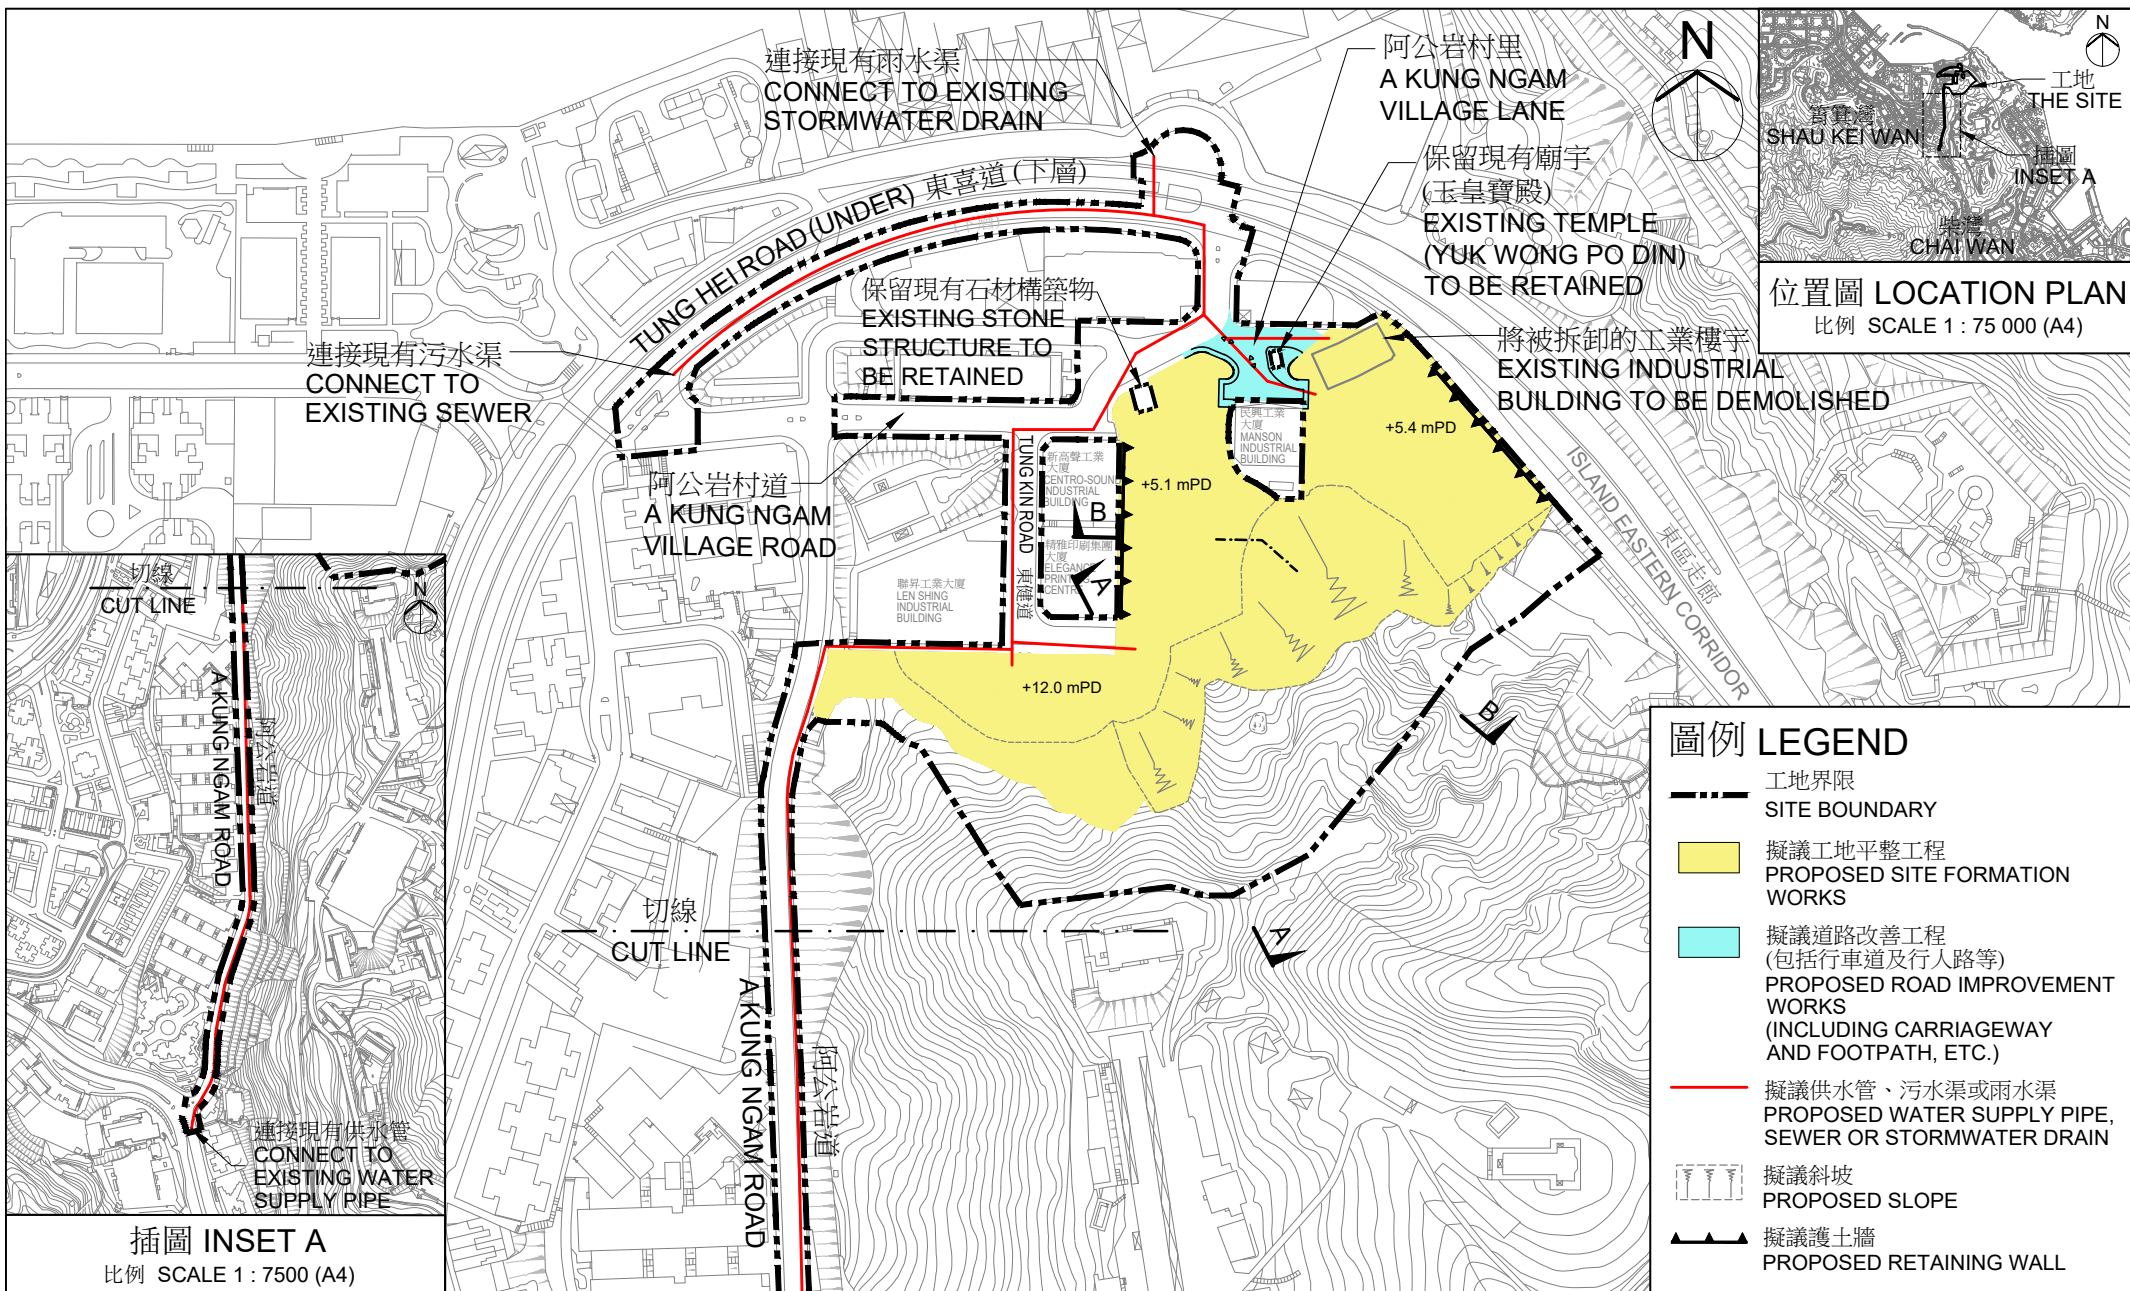 連接現有雨水渠
CONNECT TO EXISTING
STORMWATER DRAIN
阿公岩村里
A KUNG NGAM
VILLAGE LANE
N
保留現有廟宇
(玉皇寶殿)
EXISTING TEMPLE
(YUK WONG PO DIN)
TO BE RETAINED
TUNG HEI ROAD (UNDER) 東喜道 (下層)
保留現有石材構築物
EXISTING STONE
STRUCTURE TO
BE RETAINED
將被拆卸的工業樓宇
EXISTING INDUSTRIAL
BUILDING TO BE DEMOLISHED
連接現有污水渠
CONNECT TO
EXISTING SEWER
阿公岩村道
A KUNG NGAM
VILLAGE ROAD
TUNG KIN ROAD 東健道
新高聲工業
大廈
CENTRO-SOUND
INDUSTRIAL
BUILDING
精雅印刷集團
大廈
ELEGANCE
PRINTING
CENTRE
聯昇工業大廈
LEN SHING
INDUSTRIAL
BUILDING
民興工業
大廈
MANSON
INDUSTRIAL
BUILDING
+5.4 mPD
+5.1 mPD
+12.0 mPD
B
A
B
A
ISLAND EASTERN CORRIDOR
東區走廊
切線
CUT LINE
A KUNG NGAM ROAD
阿公岩道
N
工地
THE SITE
筲箕灣
SHAU KEI WAN
插圖
INSET A
柴灣
CHAI WAN
位置圖 LOCATION PLAN
比例 SCALE 1 : 75 000 (A4)
切線
CUT LINE
N
A KUNG NGAM ROAD
阿公岩道
連接現有供水管
CONNECT TO
EXISTING WATER
SUPPLY PIPE
插圖 INSET A
比例 SCALE 1 : 7500 (A4)
圖例 LEGEND
工地界限
SITE BOUNDARY
擬議工地平整工程
PROPOSED SITE FORMATION
WORKS
擬議道路改善工程
(包括行車道及行人路等)
PROPOSED ROAD IMPROVEMENT
WORKS
(INCLUDING CARRIAGEWAY
AND FOOTPATH, ETC.)
擬議供水管、污水渠或雨水渠
PROPOSED WATER SUPPLY PIPE,
SEWER OR STORMWATER DRAIN
擬議斜坡
PROPOSED SLOPE
擬議護土牆
PROPOSED RETAINING WALL